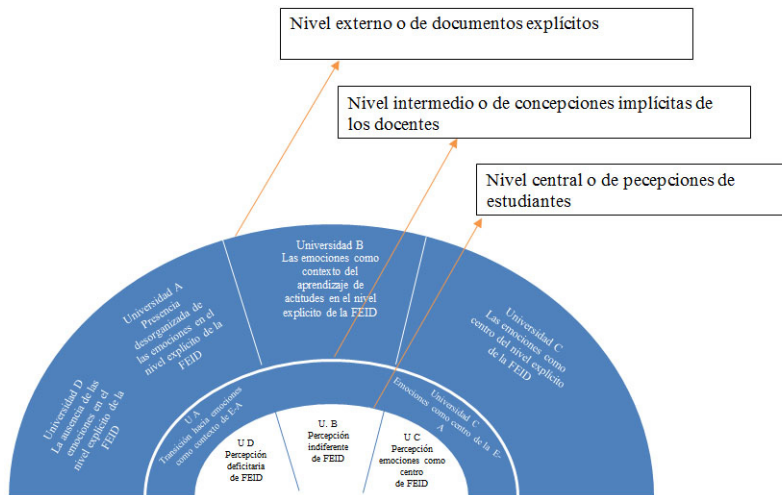 Nivel externo o de documentos explícitos
Nivel intermedio o de concepciones implícitas de
los docentes
Nivel central o de pecepciones de
estudiantes
Universidad D
La ausencia de las
emociones en el
nivel explícito de la
FEID
Universidad A
Presencia
desorganizada de
las emociones en el
nivel explícito de la
FEID
Universidad B
Las emociones como
contexto del
aprendizaje de
actitudes en el nivel
explícito de la FEID
Universidad C
Las emociones como
centro del nivel explícito
de la FEID
U A
Transición hacia emociones
como contexto de E-A
Universidad C
Emociones como centro de la E-
A
U D
Percepción
deficitaria
de FEID
U. B
Percepción
indiferente
de FEID
U C
Percepción
emociones como
centro
de FEID